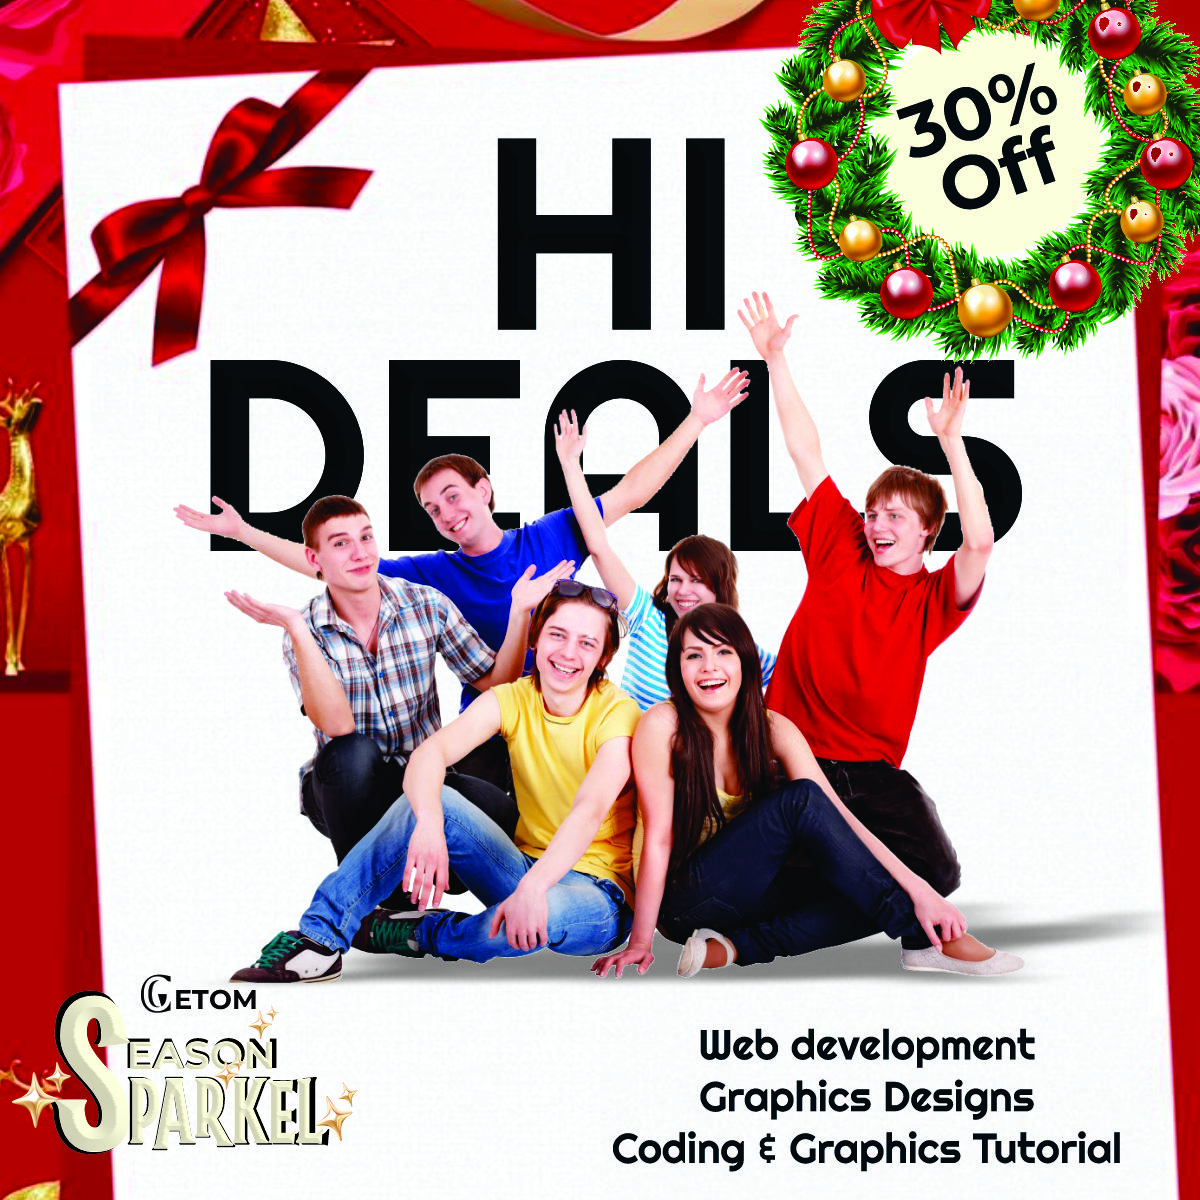 30%
Off
HI
DEALS
GETOM
SEASON
SPARKEL
Web development
Graphics Designs
Coding & Graphics Tutorial